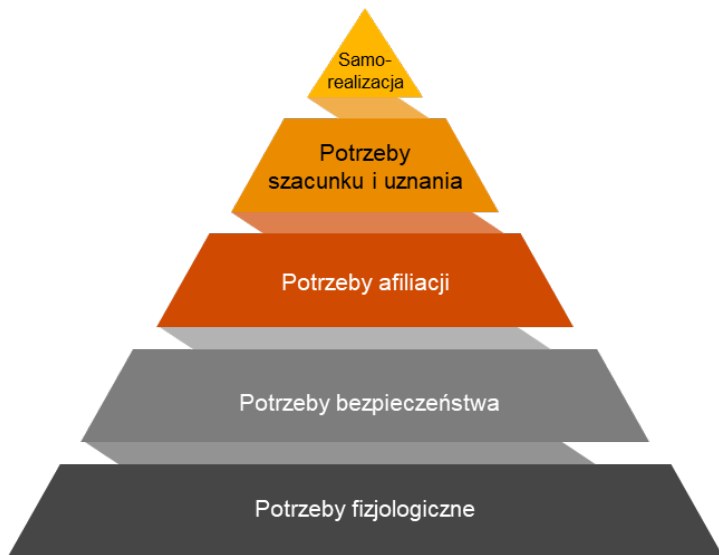 Samo-
realizacja
Potrzeby
szacunku i uznania
Potrzeby afiliacji
Potrzeby bezpieczeństwa
Potrzeby fizjologiczne